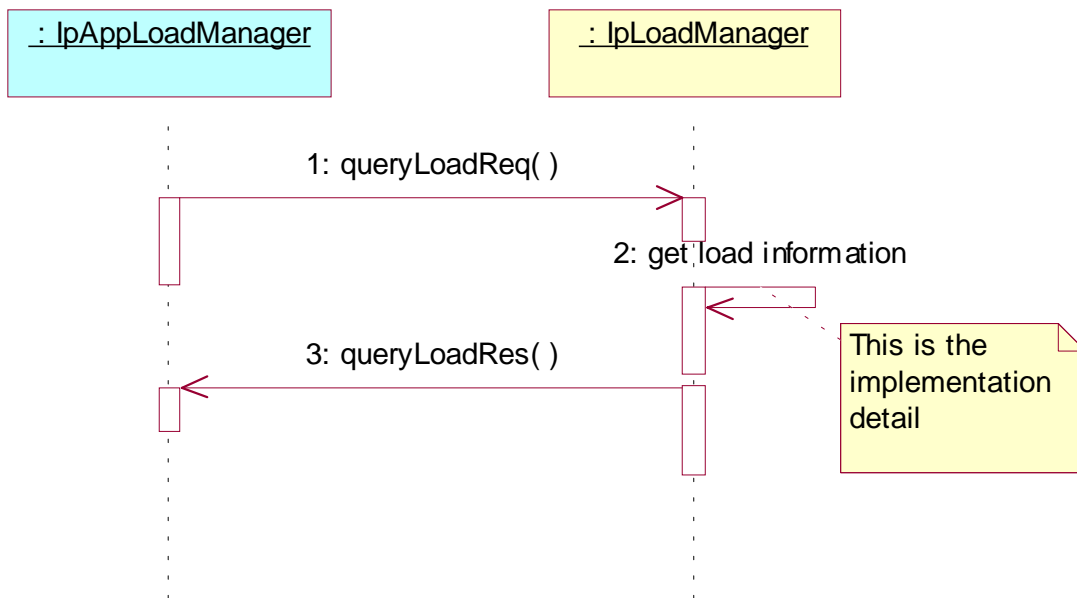 : IpAppLoadManager
: IpLoadManager
1: queryLoadReq( )
2: get load information
3: queryLoadRes( )
This is the
implementation
detail